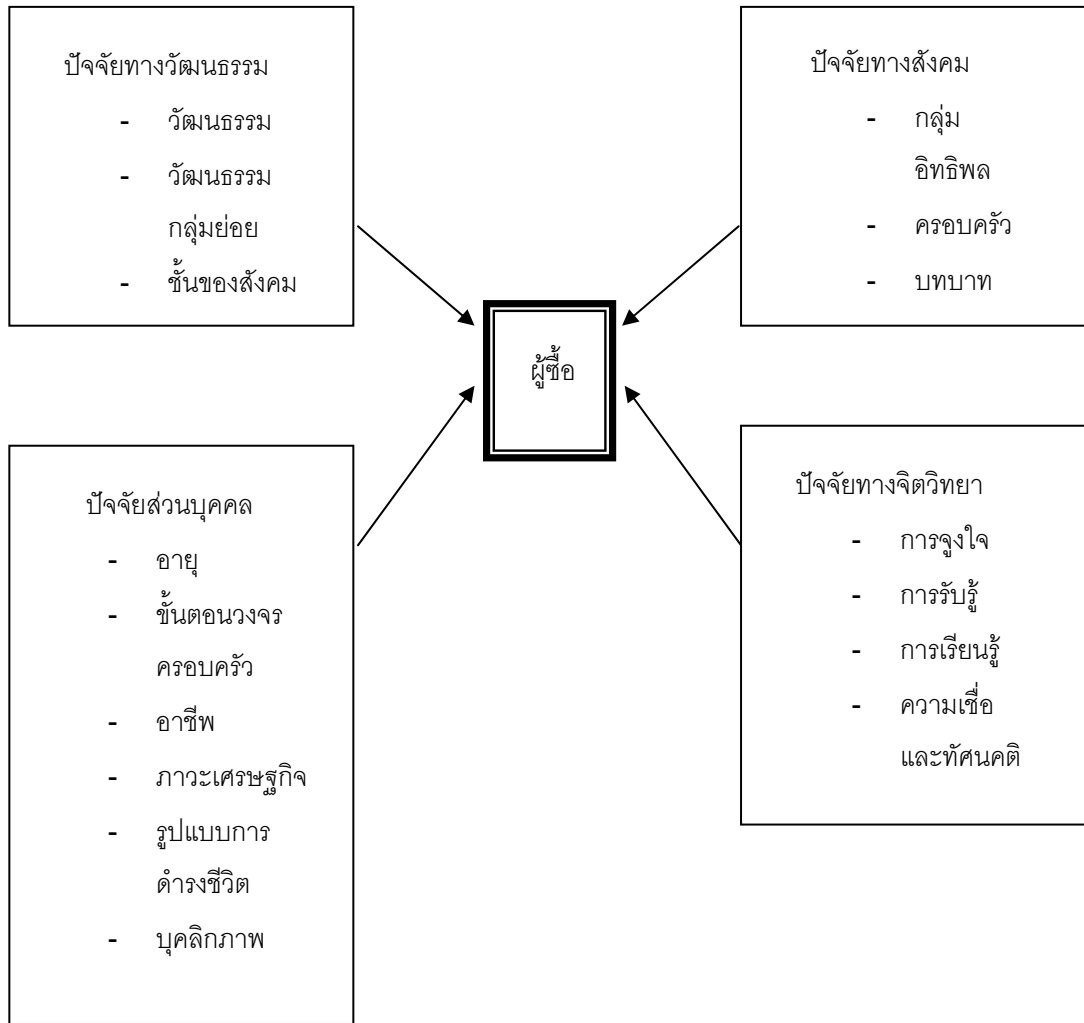 ปัจจัยทางวัฒนธรรม
- วัฒนธรรม
- วัฒนธรรม
กลุ่มย่อย
- ชั้นของสังคม
ปัจจัยทางสังคม
- กลุ่ม
อิทธิพล
- ครอบครัว
- บทบาท
ผู้ซื้อ
ปัจจัยส่วนบุคคล
- อายุ
- ขั้นตอนวงจร
ครอบครัว
- อาชีพ
- ภาวะเศรษฐกิจ
- รูปแบบการ
ดำรงชีวิต
- บุคลิกภาพ
ปัจจัยทางจิตวิทยา
- การจูงใจ
- การรับรู้
- การเรียนรู้
- ความเชื่อ
และทัศนคติ